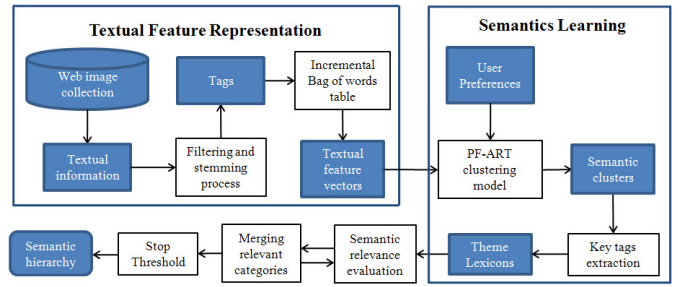 Textual Feature Representation
Web image
collection
Tags
Incremental
Bag of words
table
Textual
information
Filtering and
stemming
process
Textual
feature
vectors
Semantics Learning
User
Preferences
PF-ART
clustering
model
Semantic
clusters
Key tags
extraction
Theme
Lexicons
Semantic
relevance
evaluation
Merging
relevant
categories
Stop
Threshold
Semantic
hierarchy